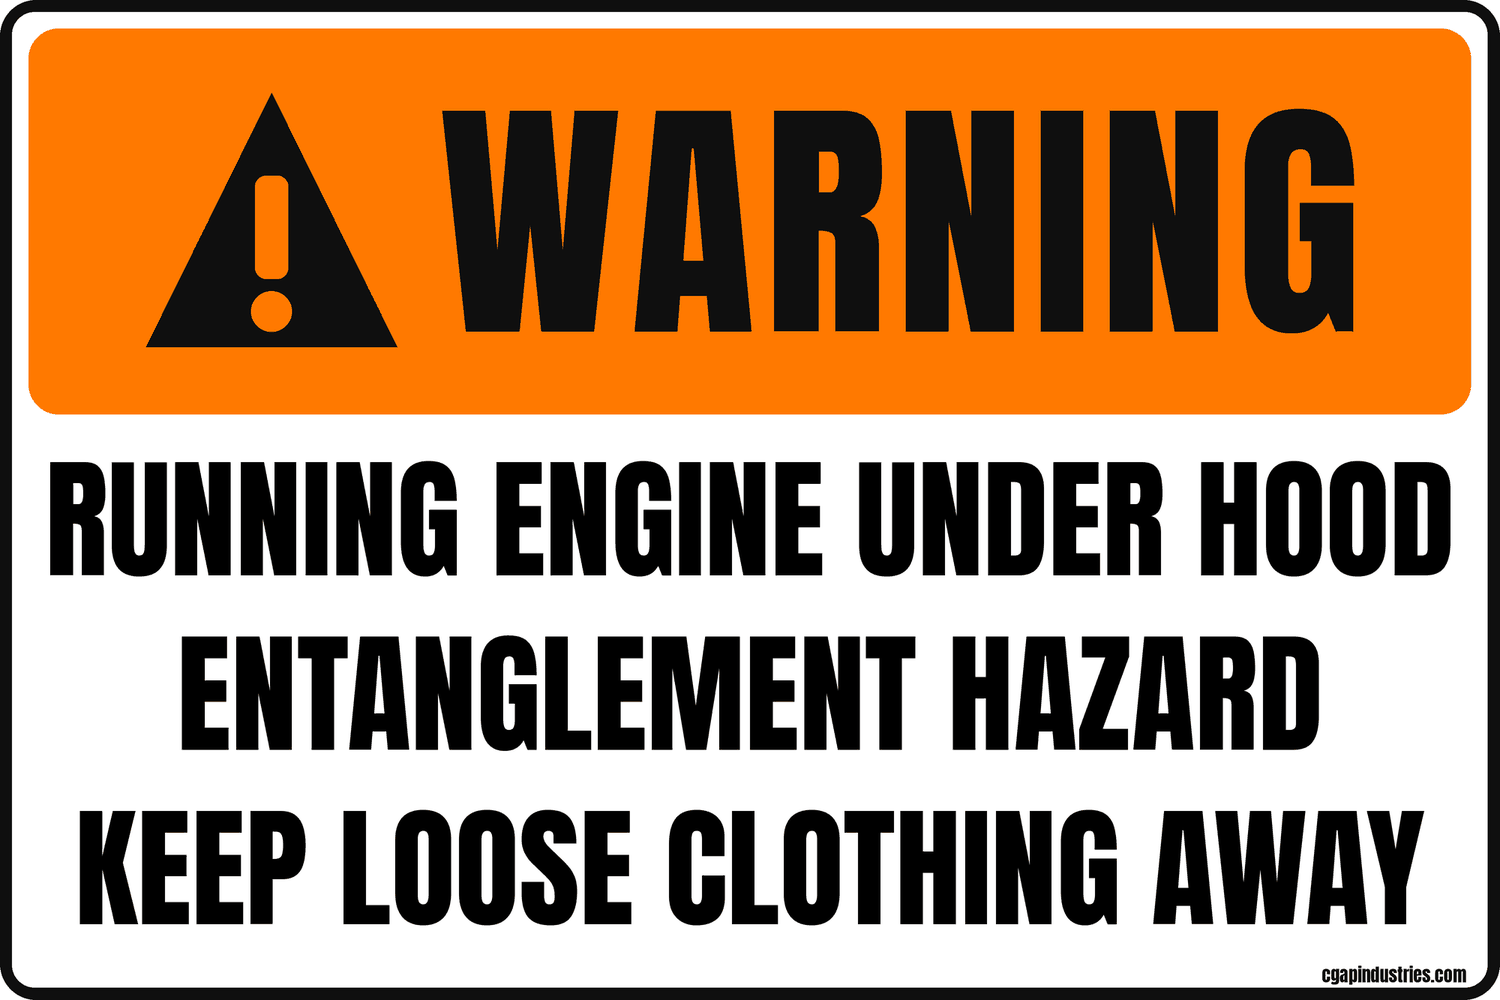 WARNING
RUNNING ENGINE UNDER HOOD
ENTANGLEMENT HAZARD
KEEP LOOSE CLOTHING AWAY
cgapindustries.com